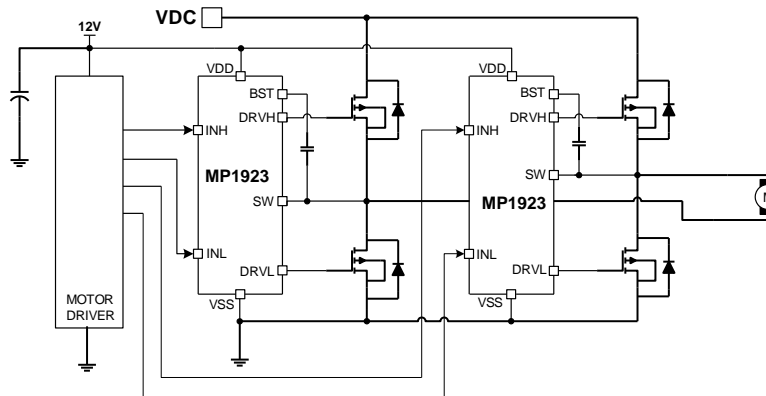 12V
VDC
VDD
VDD
BST
BST
DRVH
DRVH
INH
INH
MP1923
SW
MP1923
SW
INL
INL
DRVL
DRVL
MOTOR
DRIVER
VSS
VSS